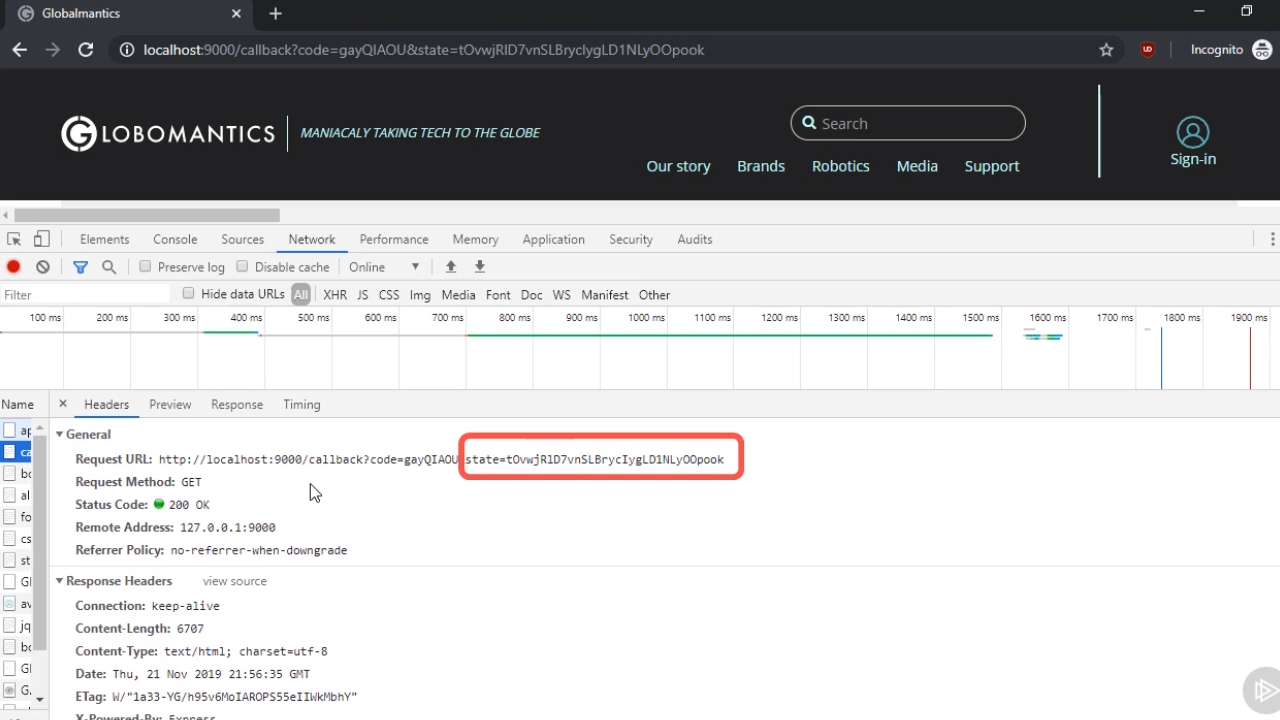 Globalmantics
localhost:9000/callback?code=gayQIAOU&state=tOvwjRlD7vnSLBrycIygLD1NLyOOpook
Incognito
GLOBOMANTICS
MANIACALY TAKING TECH TO THE GLOBE
Search
Sign-in
Our story Brands Robotics Media Support
Elements Console Sources Network Performance Memory Application Security Audits
Preserve log Disable cache Online
Filter Hide data URLs All XHR JS CSS Img Media Font Doc WS Manifest Other
100 ms 200 ms 300 ms 400 ms 500 ms 600 ms 700 ms 800 ms 900 ms 1000 ms 1100 ms 1200 ms 1300 ms 1400 ms 1500 ms 1600 ms 1700 ms 1800 ms 1900 ms
Name Headers Preview Response Timing
ap
ca
bo
al
fo
cs
st
Gl
av
jq
bo
Gl
G.
General
Request URL: http://localhost:9000/callback?code=gayQIAOU state=tOvwjRlD7vnSLBrycIygLD1NLyOOpook
Request Method: GET
Status Code: 200 OK
Remote Address: 127.0.0.1:9000
Referrer Policy: no-referrer-when-downgrade
Response Headers view source
Connection: keep-alive
Content-Length: 6707
Content-Type: text/html; charset=utf-8
Date: Thu, 21 Nov 2019 21:56:35 GMT
ETag: W/"1a33-YG/h95v6MoIAROPS55eIIWkMbhY"
X-Powered-By: Express